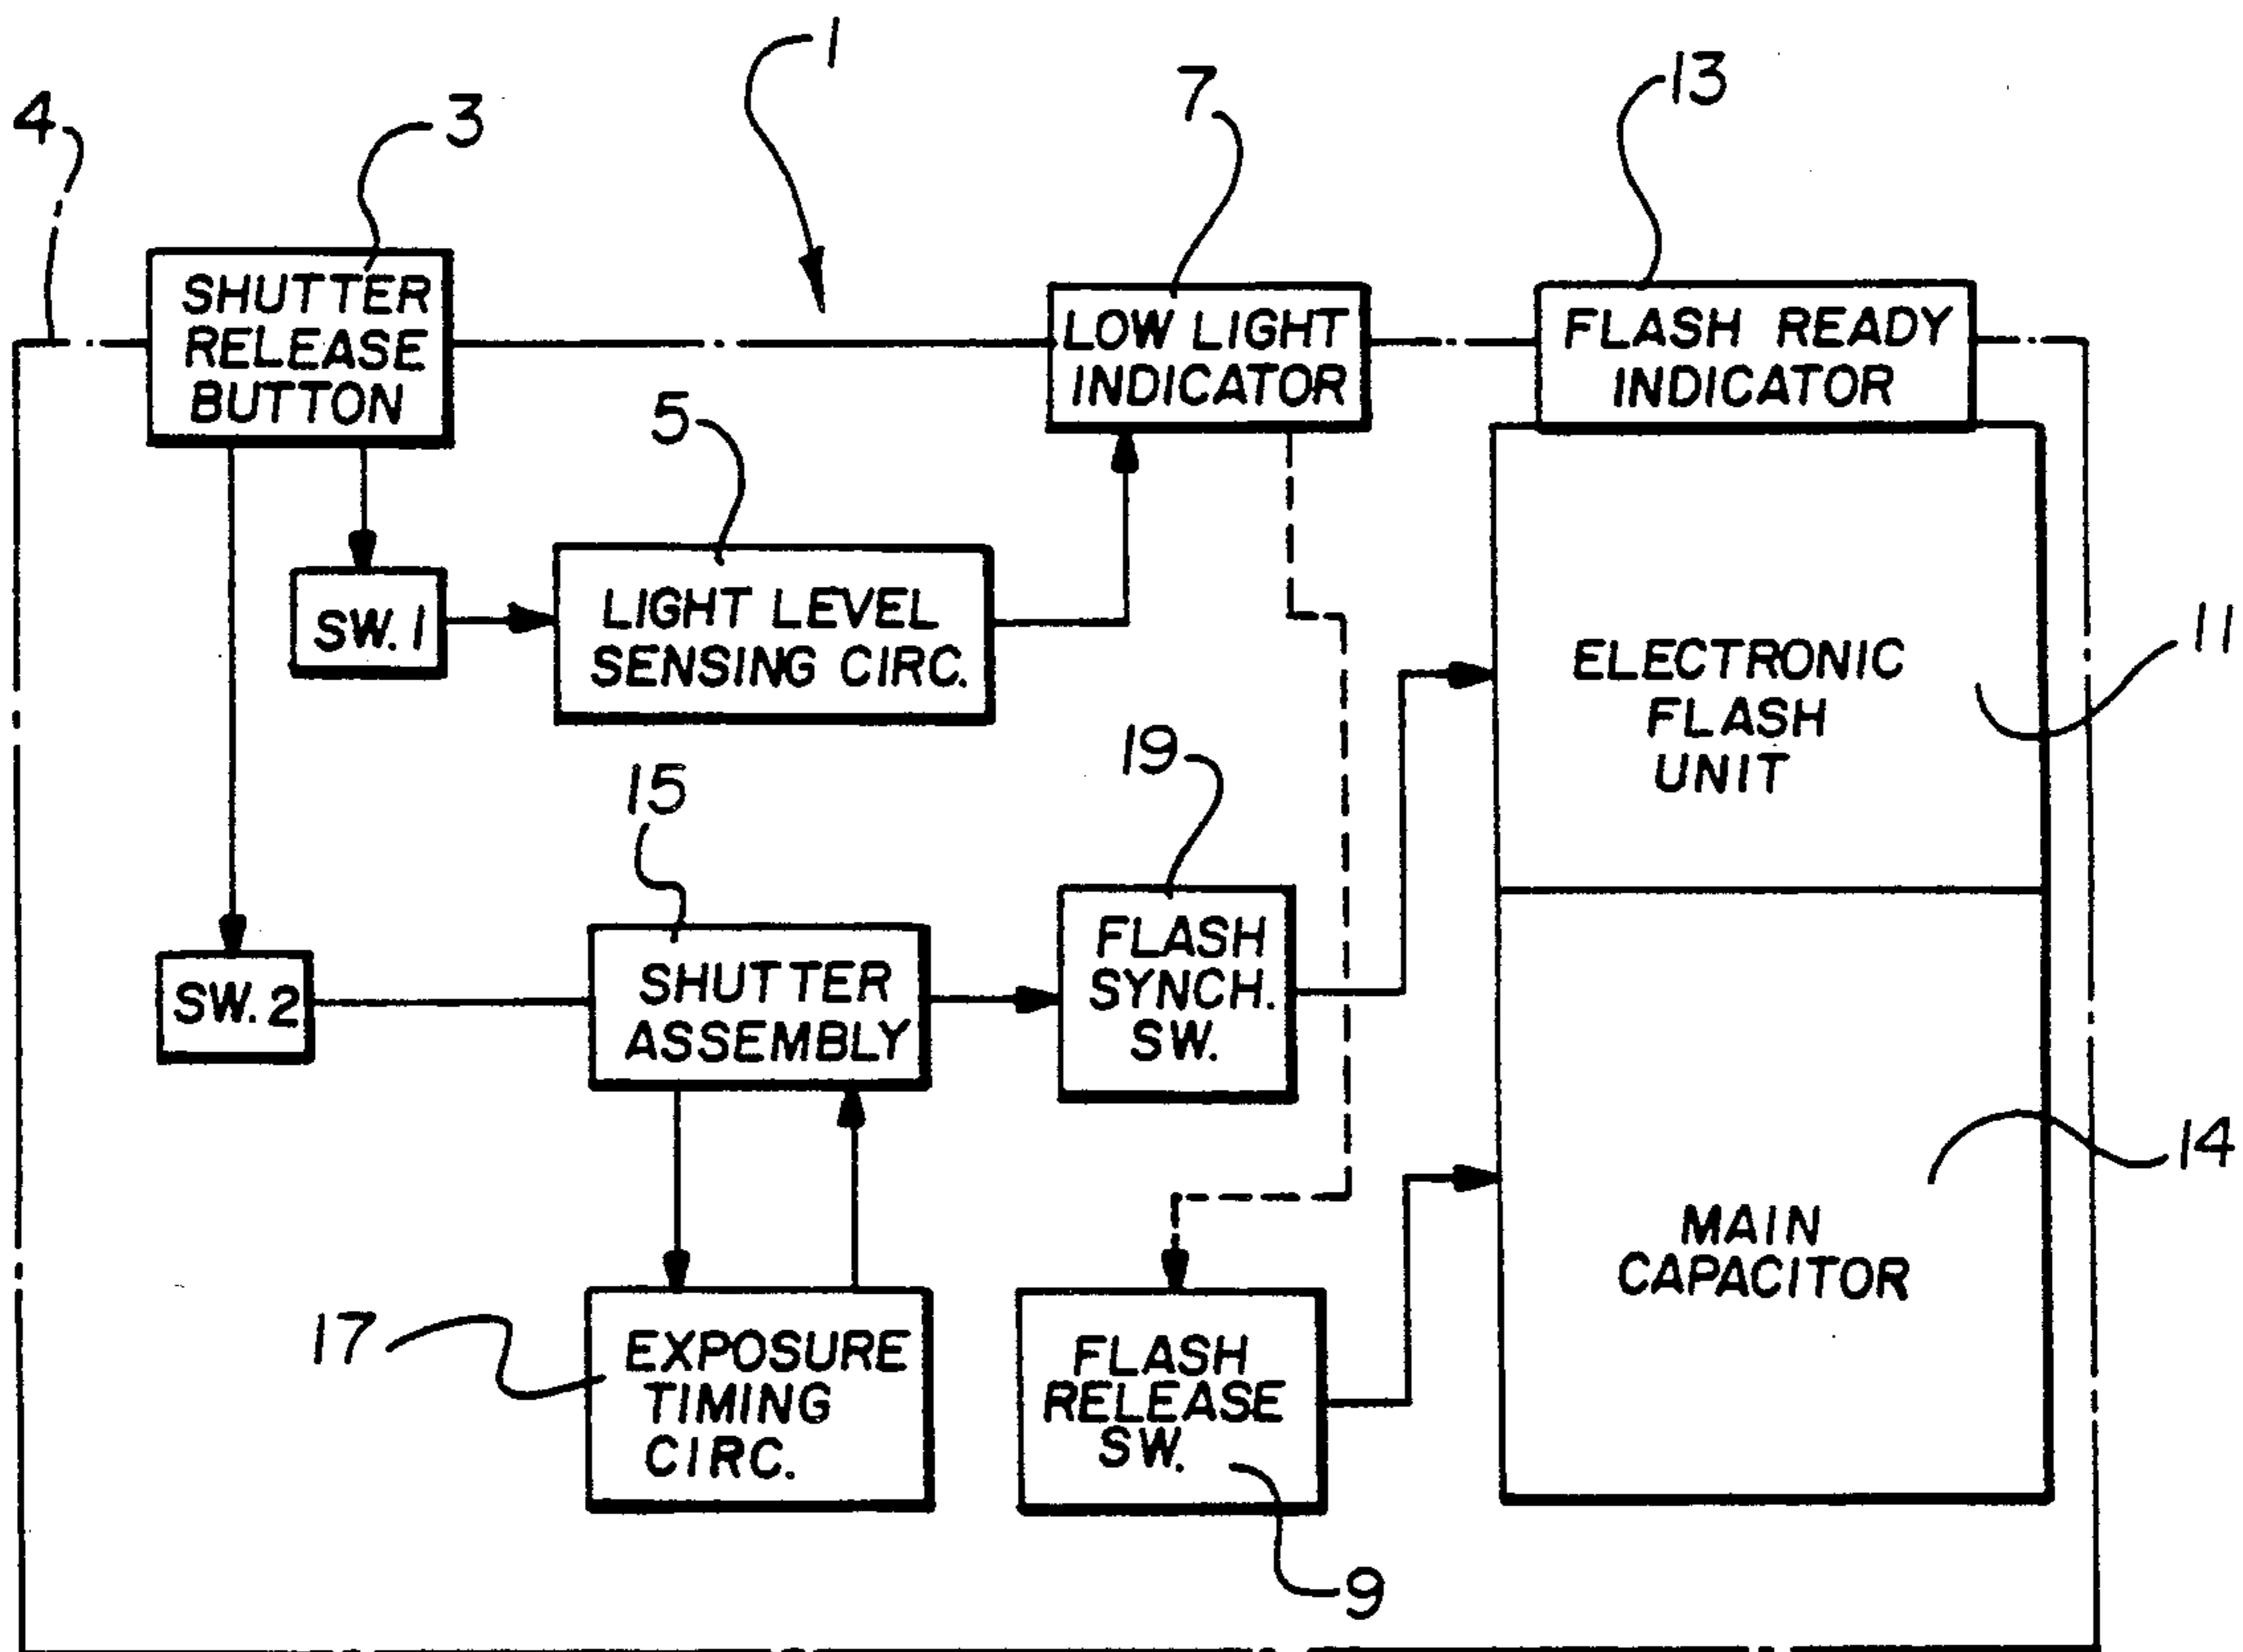 1
4
3
7
13
SHUTTER
RELEASE
BUTTON
LOW LIGHT
INDICATOR
FLASH READY
INDICATOR
5
SW. 1
LIGHT LEVEL
SENSING CIRC.
ELECTRONIC
FLASH
UNIT
11
15
19
SW. 2
SHUTTER
ASSEMBLY
FLASH
SYNCH.
SW.
14
MAIN
CAPACITOR
17
EXPOSURE
TIMING
CIRC.
FLASH
RELEASE
SW.
9